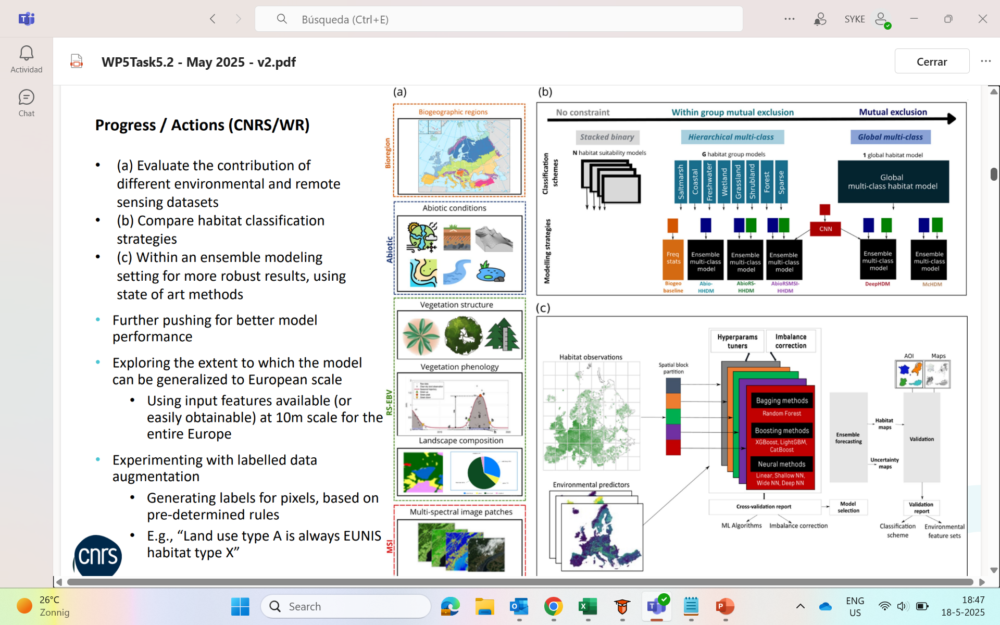 Búsqueda (Ctrl+E)
SYKE
Actividad
Chat
WP5Task5.2 - May 2025 - v2.pdf
Cerrar
Progress / Actions (CNRS/WR)
• (a) Evaluate the contribution of
different environmental and remote
sensing datasets
• (b) Compare habitat classification
strategies
• (c) Within an ensemble modeling
setting for more robust results, using
state of art methods
• Further pushing for better model
performance
• Exploring the extent to which the model
can be generalized to European scale
• Using input features available (or
easily obtainable) at 10m scale for the
entire Europe
• Experimenting with labelled data
augmentation
• Generating labels for pixels, based on
pre-determined rules
• E.g., “Land use type A is always EUNIS
habitat type X”
cnrs
(a)
Biogeographic regions
Bioregion
Abiotic conditions
Abiotic
Vegetation structure
Vegetation phenology
RS-EBV
Landscape composition
Multi-spectral image patches
MSI
(b)
No constraint
Within group mutual exclusion
Mutual exclusion
Stacked binary
Hierarchical multi-class
Global multi-class
Classification
schemes
N habitat suitability models
G habitat group models
1 global habitat model
Saltmarsh
Coastal
Freshwater
Wetland
Grassland
Shrubland
Forest
Sparse
Global
multi-class habitat model
CNN
Modelling strategies
Freq
stats
Ensemble
multi-class
model
Ensemble
multi-class
model
Ensemble
multi-class
model
Ensemble
multi-class
model
Ensemble
multi-class
model
Biogeo
baseline
Abio-
HHDM
AbioRS-
HHDM
AbioRSMSI-
HHDM
DeepHDM
McHDM
(c)
Hyperparams
tuners
Imbalance
correction
Habitat observations
Spatial block
partition
Bagging methods
Random Forest
Boosting methods
XGBoost, LightGBM,
CatBoost
Neural methods
Linear, Shallow NN,
Wide NN, Deep NN
Ensemble
forecasting
Habitat
maps
Uncertainty
maps
AOI
Maps
Validation
Environmental predictors
Cross-validation report
Model
selection
Validation
report
ML Algorithms
Imbalance correction
Classification
scheme
Environmental
feature sets
26°C
Zonnig
Search
ENG
US
18:47
18-5-2025